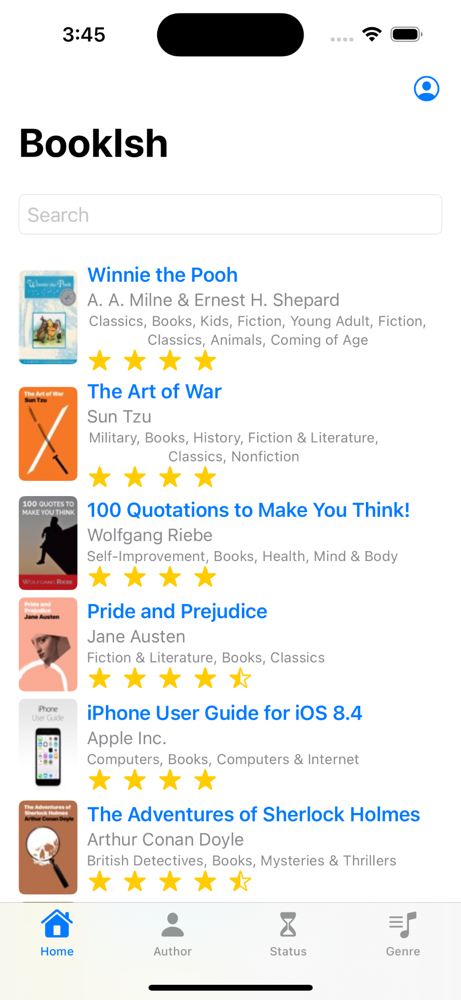 3:45
BookIsh
Search
Winnie-the-Pooh
Winnie the Pooh
A. A. Milne & Ernest H. Shepard
Classics, Books, Kids, Fiction, Young Adult, Fiction,
Classics, Animals, Coming of Age
The Art of War
Sun Tzu
The Art of War
Sun Tzu
Military, Books, History, Fiction & Literature,
Classics, Nonfiction
100 QUOTES TO
MAKE YOU THINK
WOLFGANG RIEBE
100 Quotations to Make You Think!
Wolfgang Riebe
Self-Improvement, Books, Health, Mind & Body
Pride and
Prejudice
Jane Austen
Pride and Prejudice
Jane Austen
Fiction & Literature, Books, Classics
iPhone
User Guide
iPhone User Guide for iOS 8.4
Apple Inc.
Computers, Books, Computers & Internet
The Adventures of
Sherlock Holmes
Arthur Conan Doyle
The Adventures of Sherlock Holmes
Arthur Conan Doyle
British Detectives, Books, Mysteries & Thrillers
Home
Author
Status
Genre